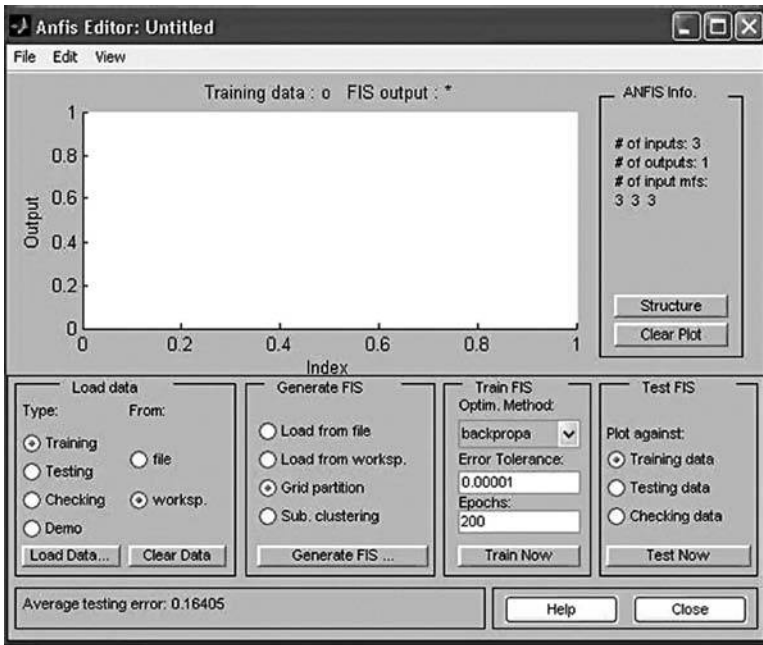 Anfis Editor: Untitled
File Edit View
Training data : o FIS output : *
1
0.8
0.6
0.4
0.2
0
Output
0 0.2 0.4 0.6 0.8 1
Index
ANFIS Info.
# of inputs: 3
# of outputs: 1
# of input mfs:
3 3 3
Structure
Clear Plot
Load data
Type: From:
Training
Testing
Checking
Demo
file
worksp.
Load Data... Clear Data
Generate FIS
Load from file
Load from worksp.
Grid partition
Sub. clustering
Generate FIS ...
Train FIS
Optim. Method:
backpropa
Error Tolerance:
0.00001
Epochs:
200
Train Now
Test FIS
Plot against:
Training data
Testing data
Checking data
Test Now
Average testing error: 0.16405
Help Close